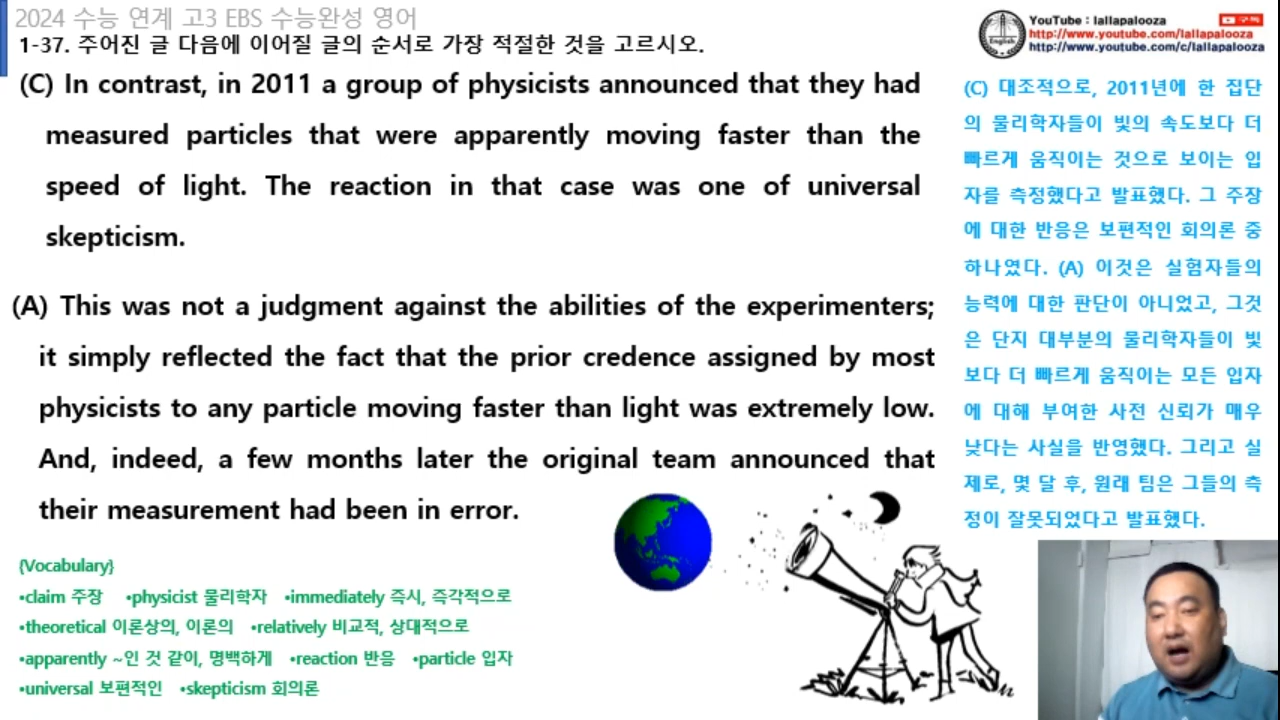 2024 수능 연계 고3 EBS 수능완성 영어
1-37. 주어진 글 다음에 이어질 글의 순서로 가장 적절한 것을 고르시오.
English
YouTube : lallapalooza
구독
http://www.youtube.com/lallapalooza
http://www.youtube.com/c/lallapalooza
(C) In contrast, in 2011 a group of physicists announced that they had
measured particles that were apparently moving faster than the
speed of light. The reaction in that case was one of universal
skepticism.
(A) This was not a judgment against the abilities of the experimenters;
it simply reflected the fact that the prior credence assigned by most
physicists to any particle moving faster than light was extremely low.
And, indeed, a few months later the original team announced that
their measurement had been in error.
(C) 대조적으로, 2011년에 한 집단
의 물리학자들이 빛의 속도보다 더
빠르게 움직이는 것으로 보이는 입
자를 측정했다고 발표했다. 그 주장
에 대한 반응은 보편적인 회의론 중
하나였다. (A) 이것은 실험자들의
능력에 대한 판단이 아니었고, 그것
은 단지 대부분의 물리학자들이 빛
보다 더 빠르게 움직이는 모든 입자
에 대해 부여한 사전 신뢰가 매우
낮다는 사실을 반영했다. 그리고 실
제로, 몇 달 후, 원래 팀은 그들의 측
정이 잘못되었다고 발표했다.
{Vocabulary}
•claim 주장 •physicist 물리학자 •immediately 즉시, 즉각적으로
•theoretical 이론상의, 이론의 •relatively 비교적, 상대적으로
•apparently ~인 것 같이, 명백하게 •reaction 반응 •particle 입자
•universal 보편적인 •skepticism 회의론